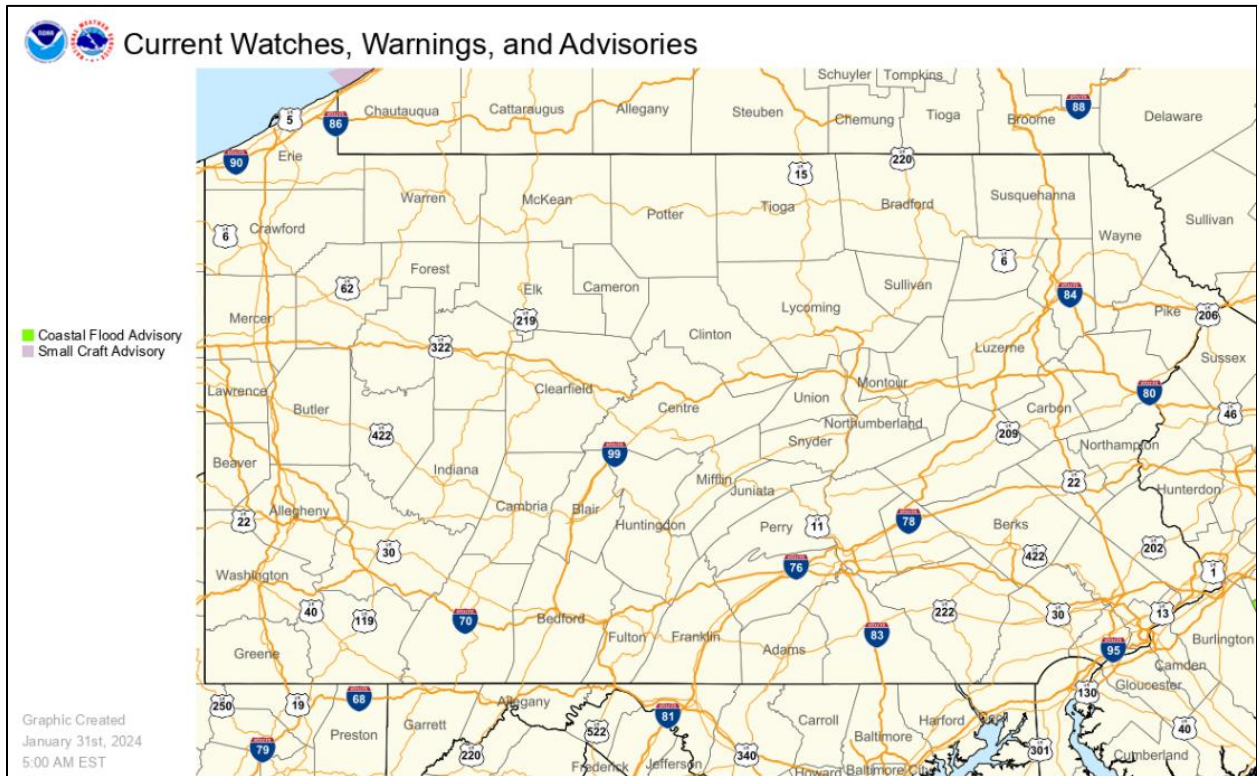 NOAA
Current Watches, Warnings, and Advisories
Schuyler Tompkins
Chautauqua Cattaraugus Allegany Steuben Chemung Tioga Broome 88 Delaware
5 86
90 Erie
15 220
Warren McKean Potter Tioga Bradford Susquehanna
Sullivan
6 Crawford Wayne
Forest 6
62 Elk Cameron Sullivan
84
Mercer 219 Lycoming Pike 206
Coastal Flood Advisory
Small Craft Advisory
322 Clinton Luzerne Sussex
Lawrence Clearfield Montour 80
Butler Centre Union Carbon 46
422 Northumberland 209
Snyder Northampton
Beaver 99
Indiana Mifflin 22
Juniata Hunterdon
Allegheny Cambria Blair
22 Huntingdon Perry 11 78 Berks
30 422 202
Washington 76 1
40 119 222 30 13
70 Bedford Fulton Franklin 83
Greene Adams 95 Burlington
Camden
Gloucester
250 19 68 Allegany 130
Garrett 81 Carroll Harford Cecil
Preston 522 40
79 220 340 Baltimore 301
Frederick Jefferson Howard Baltimore City Cumberland
Graphic Created
January 31st, 2024
5:00 AM EST